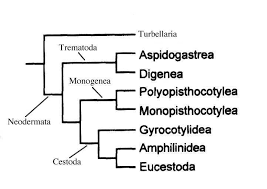 Turbellaria
Trematoda
Aspidogastrea
Digenea
Monogenea
Polyopisthocotylea
Monopisthocotylea
Neodermata
Gyrocotylidea
Amphilinidea
Cestoda
Eucestoda